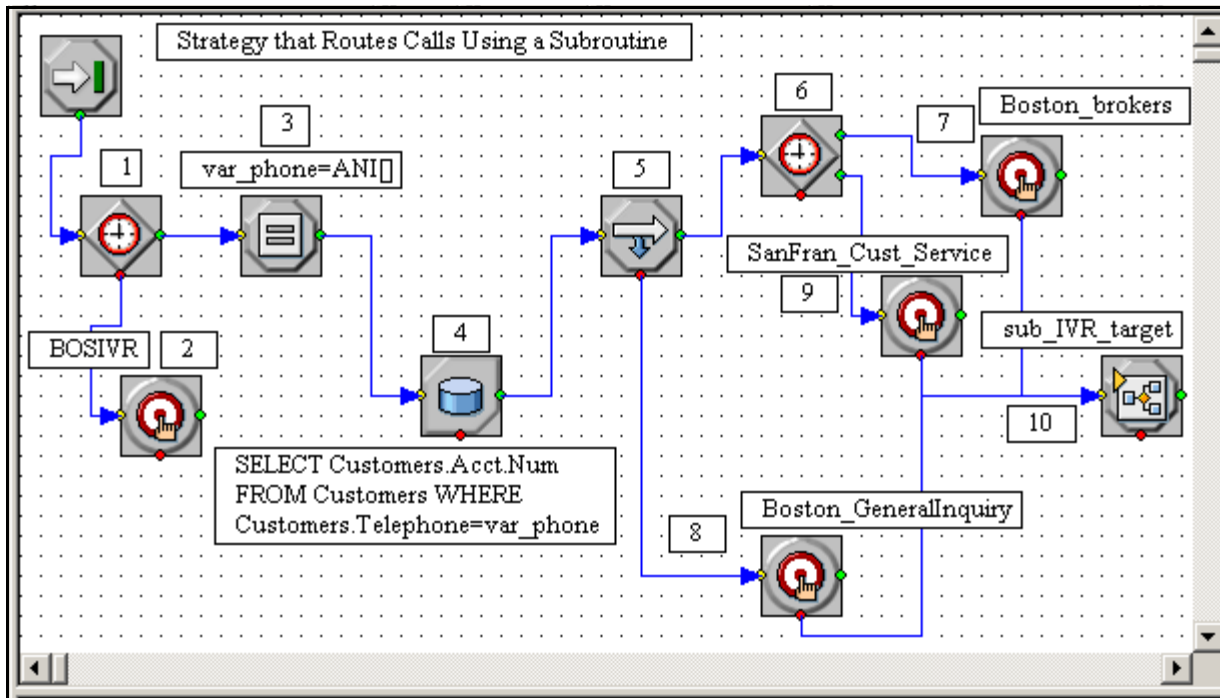 Strategy that Routes Calls Using a Subroutine
6
Boston_brokers
3
7
1
var_phone=ANI[]
5
SanFran_Cust_Service
9
BOSIVR
2
4
sub_IVR_target
10
SELECT Customers.Acct.Num
FROM Customers WHERE
Customers.Telephone=var_phone
Boston_GeneralInquiry
8